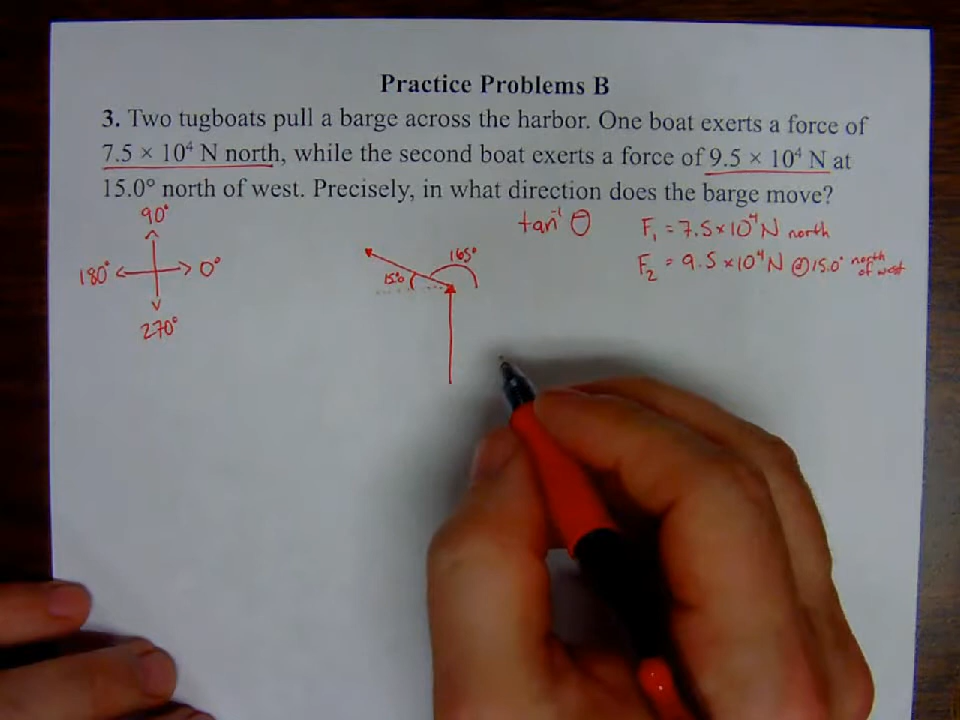 Practice Problems B
3. Two tugboats pull a barge across the harbor. One boat exerts a force of
7.5 × 10⁴ N north, while the second boat exerts a force of 9.5 × 10⁴ N at
15.0° north of west. Precisely, in what direction does the barge move?
90°
180° 0°
270°
165°
15°
tan⁻¹ θ
F₁ = 7.5×10⁴ N north
F₂ = 9.5×10⁴ N @ 15.0° north of west